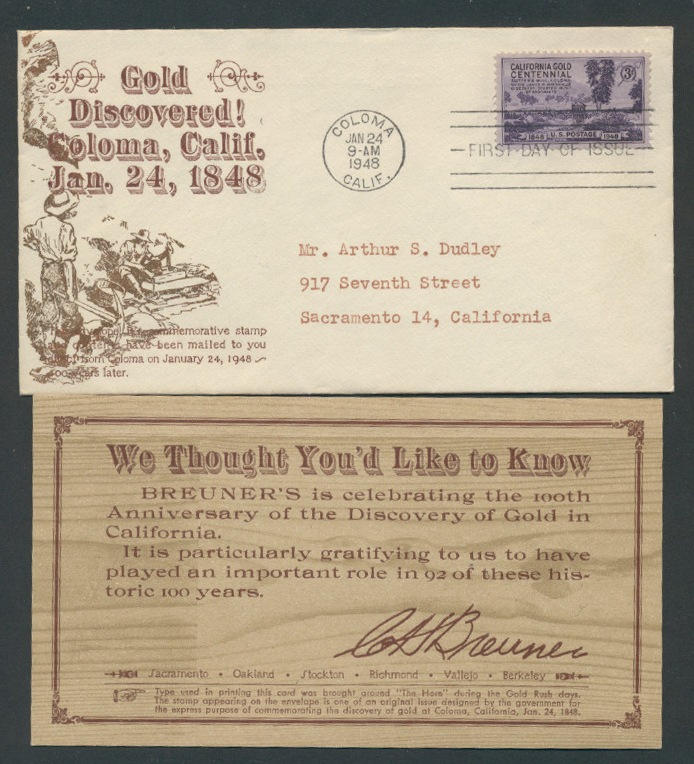 Gold
Discovered!
Coloma, Calif.
Jan. 24, 1848
COLOMA
JAN 24
9-AM
1948
CALIF.
CALIFORNIA GOLD
CENTENNIAL
3¢
1848 U.S. POSTAGE 1948
FIRST DAY OF ISSUE
Mr. Arthur S. Dudley
917 Seventh Street
Sacramento 14, California
commemorative stamp
have been mailed to you
from Coloma on January 24, 1948 ~
100 years later.
We Thought You'd Like to Know
BREUNER'S is celebrating the 100th
Anniversary of the Discovery of Gold in
California.
It is particularly gratifying to us to have
played an important role in 92 of these his-
toric 100 years.
Breuner
Sacramento • Oakland • Stockton • Richmond • Vallejo • Berkeley
Type used in printing this card was brought around "The Horn" during the Gold Rush days.
The stamp appearing on the envelope is one of an original issue designed by the government for
the express purpose of commemorating the discovery of gold at Coloma, California, Jan. 24, 1848.